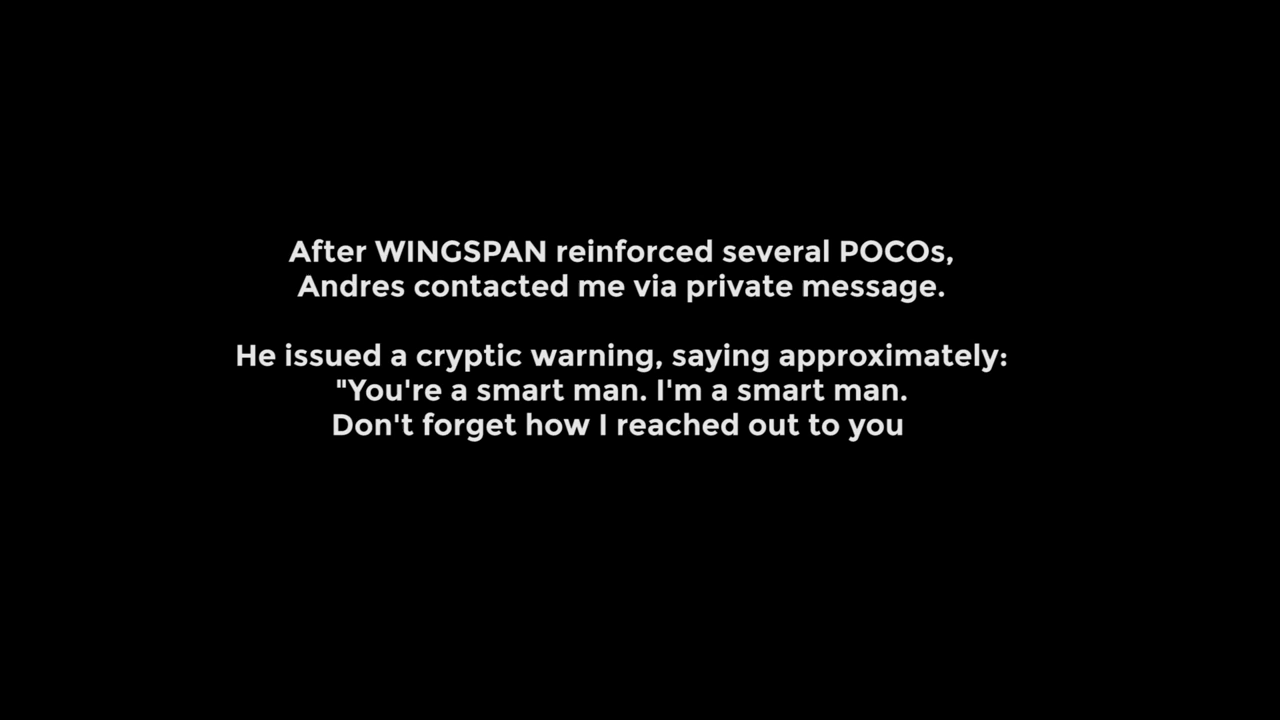 After WINGSPAN reinforced several POCOs,
Andres contacted me via private message.
He issued a cryptic warning, saying approximately:
"You're a smart man. I'm a smart man.
Don't forget how I reached out to you